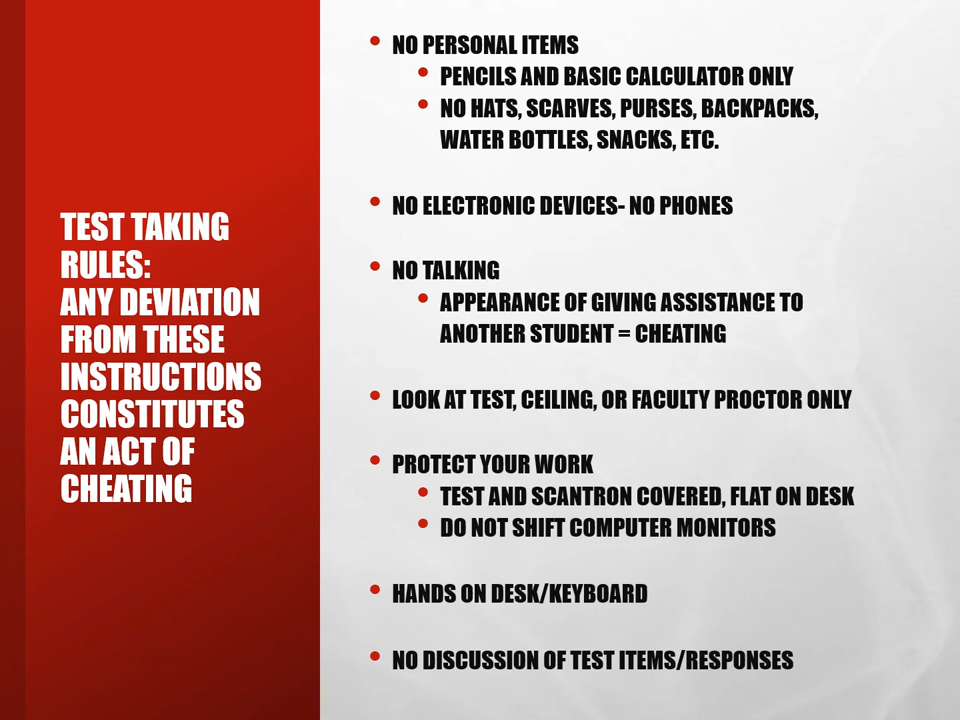 TEST TAKING
RULES:
ANY DEVIATION
FROM THESE
INSTRUCTIONS
CONSTITUTES
AN ACT OF
CHEATING
• NO PERSONAL ITEMS
• PENCILS AND BASIC CALCULATOR ONLY
• NO HATS, SCARVES, PURSES, BACKPACKS,
WATER BOTTLES, SNACKS, ETC.
• NO ELECTRONIC DEVICES- NO PHONES
• NO TALKING
• APPEARANCE OF GIVING ASSISTANCE TO
ANOTHER STUDENT = CHEATING
• LOOK AT TEST, CEILING, OR FACULTY PROCTOR ONLY
• PROTECT YOUR WORK
• TEST AND SCANTRON COVERED, FLAT ON DESK
• DO NOT SHIFT COMPUTER MONITORS
• HANDS ON DESK/KEYBOARD
• NO DISCUSSION OF TEST ITEMS/RESPONSES